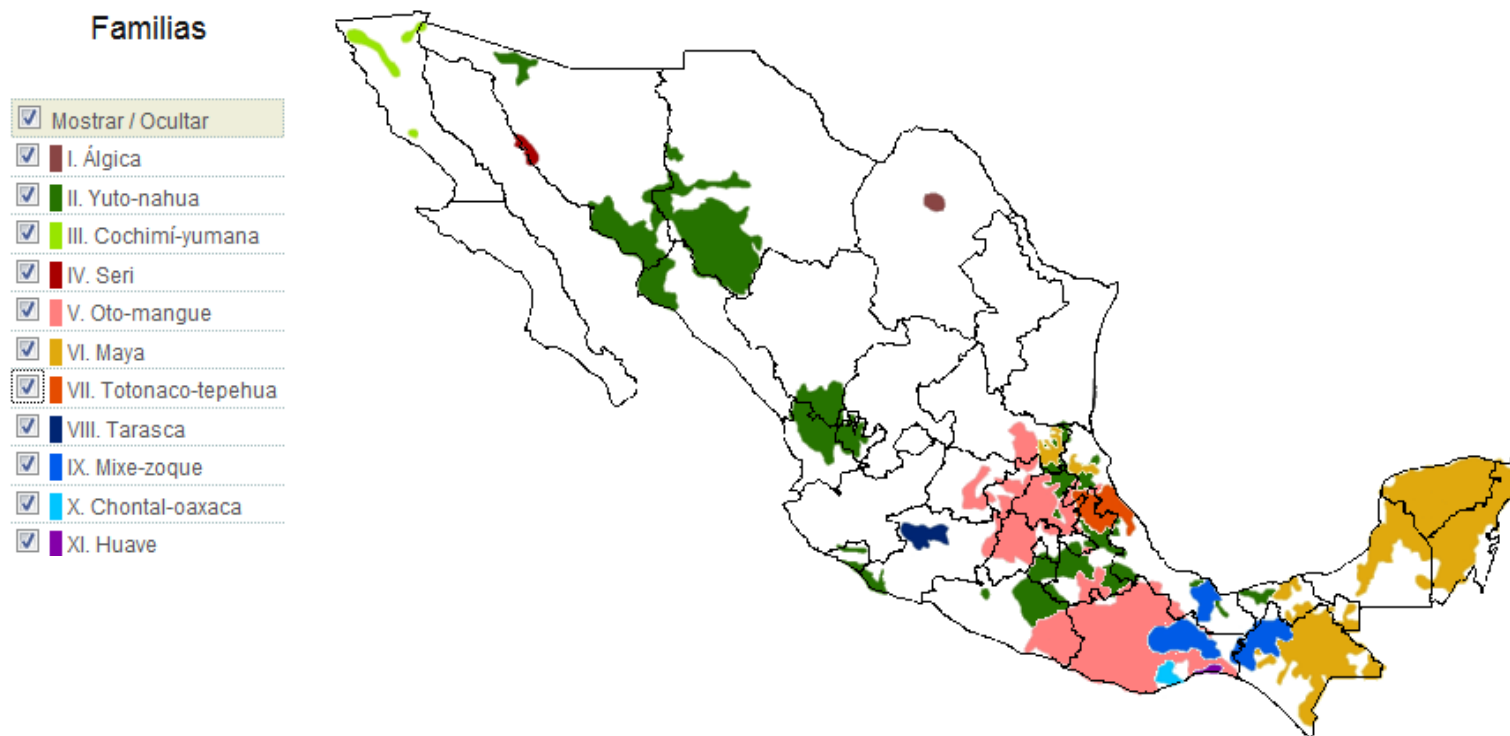 Familias
Mostrar / Ocultar
I. Álgica
II. Yuto-nahua
III. Cochimí-yumana
IV. Seri
V. Oto-mangue
VI. Maya
VII. Totonaco-tepehua
VIII. Tarasca
IX. Mixe-zoque
X. Chontal-oaxaca
XI. Huave